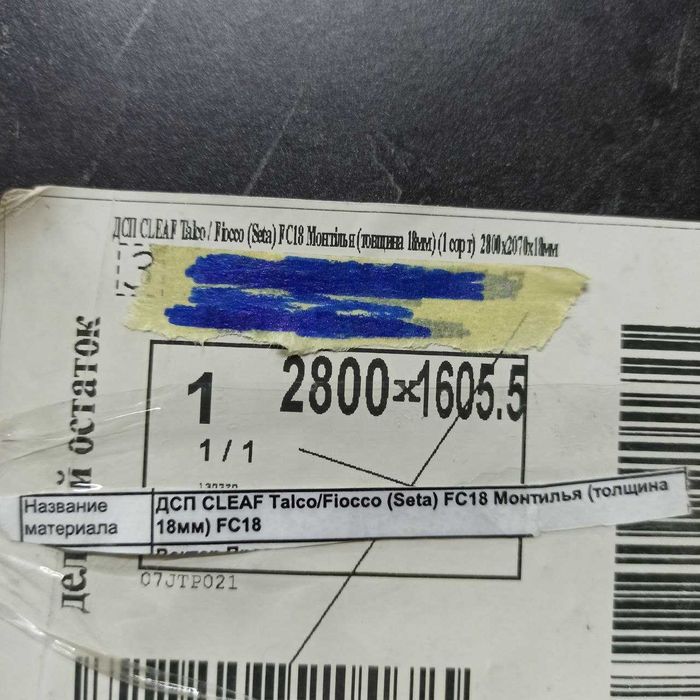 ДСП CLEAF Talco / Fiocco (Seta) FC18 Монтілья (товщина 18мм) (1 сорт) 2800x2070x18мм
остаток
1
2800x1605.5
1 / 1
Название материала
ДСП CLEAF Talco/Fiocco (Seta) FC18 Монтилья (толщина
18мм) FC18
07JTP021